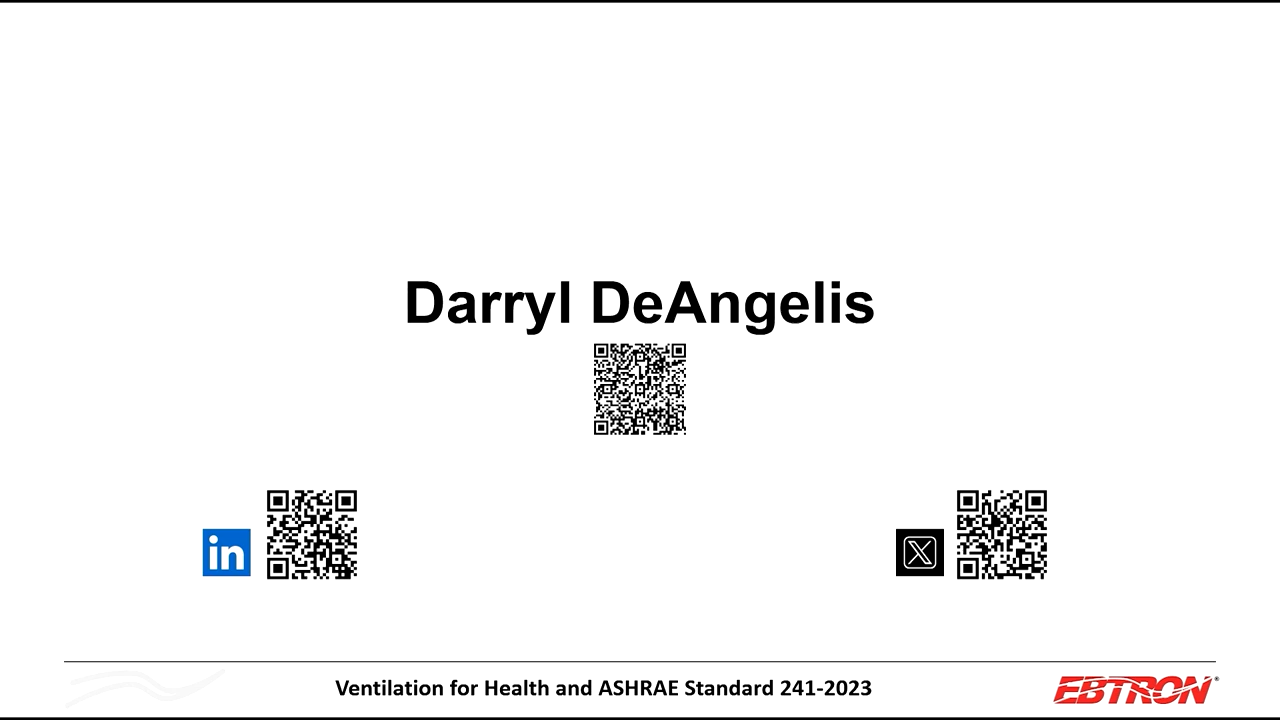 Darryl DeAngelis
in
X
Ventilation for Health and ASHRAE Standard 241-2023
EBTRON®